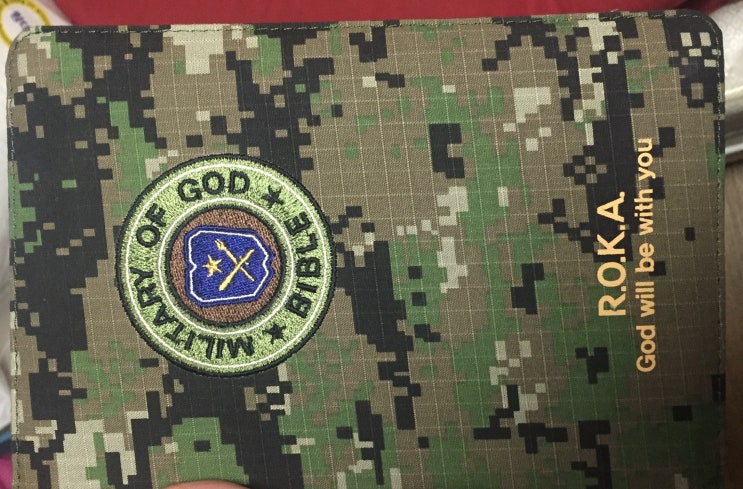 MILITARY OF GOD
BIBLE
R.O.K.A.
God will be with you